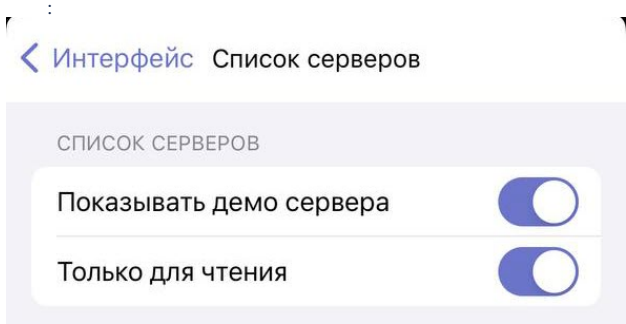 :
Интерфейс Список серверов
СПИСОК СЕРВЕРОВ
Показывать демо сервера
Только для чтения